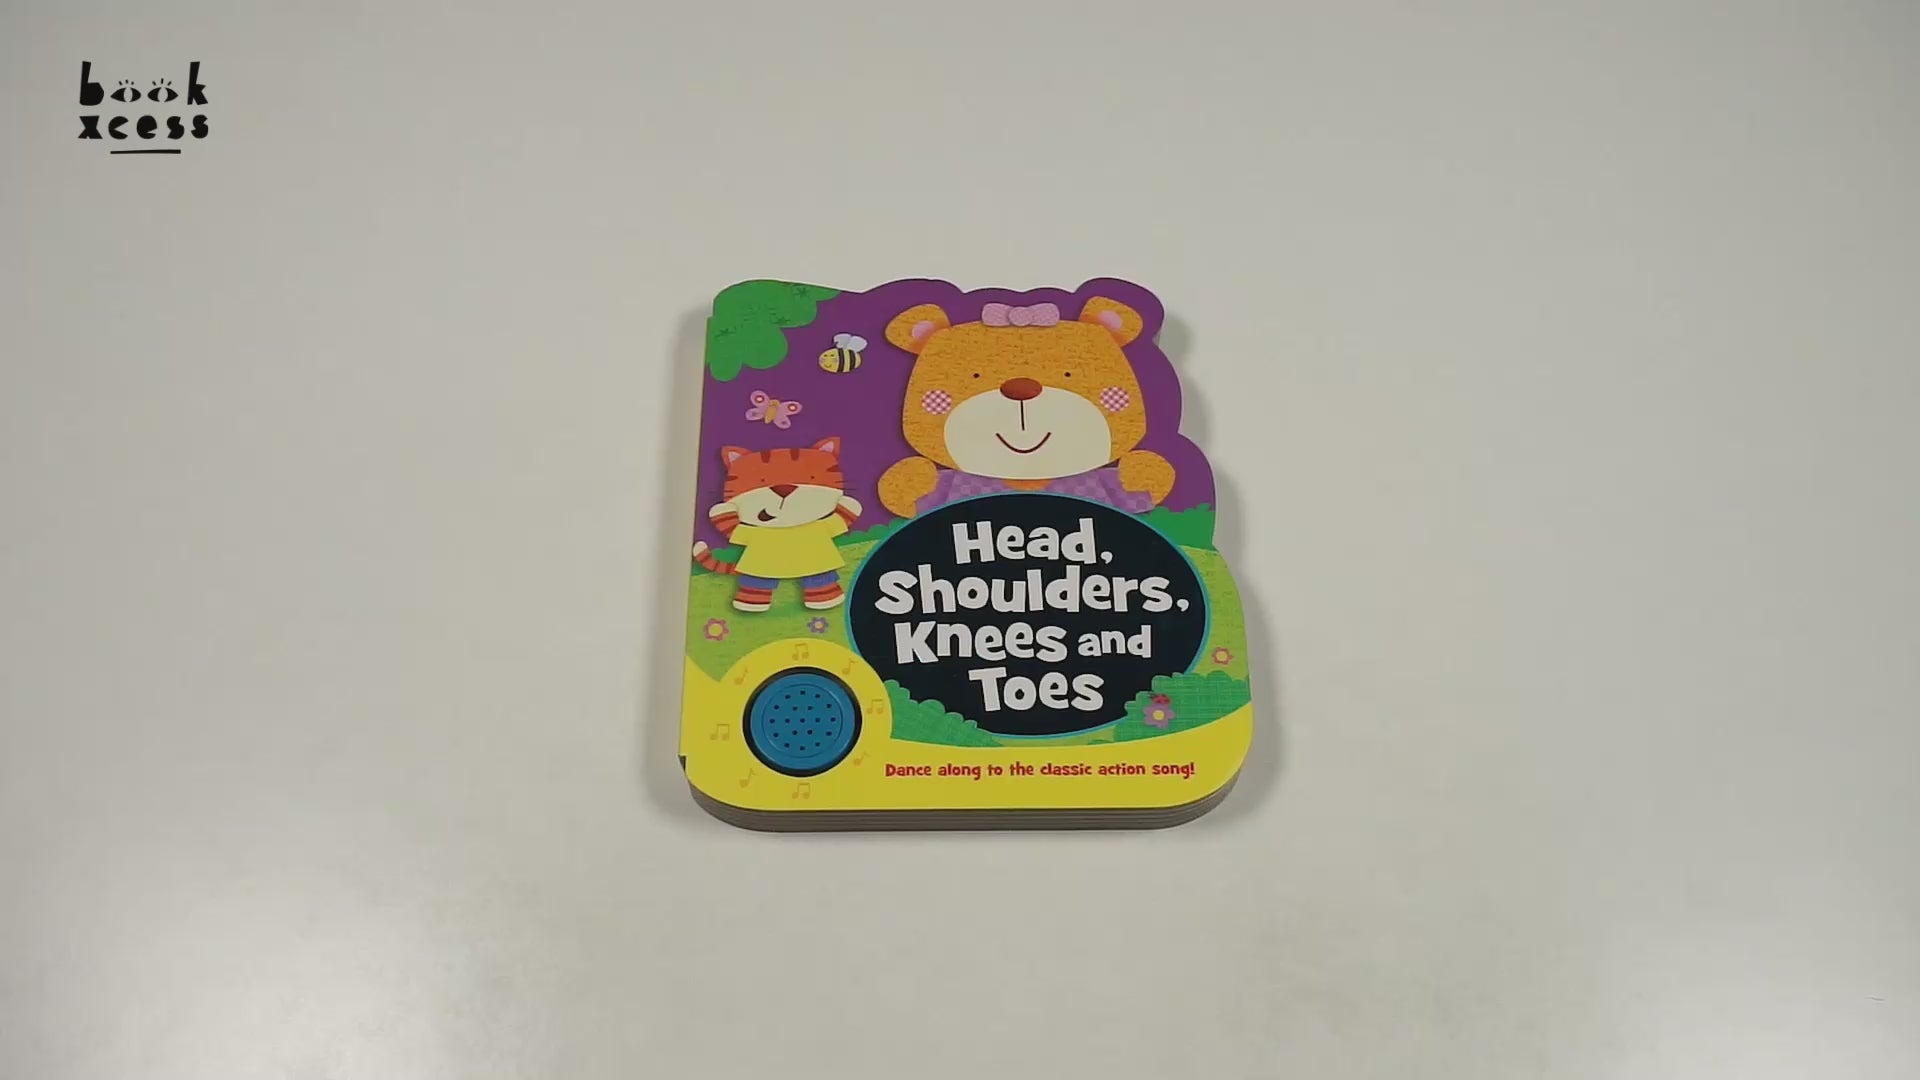 book
xcess
Head,
Shoulders,
Knees and
Toes
Dance along to the classic action song!